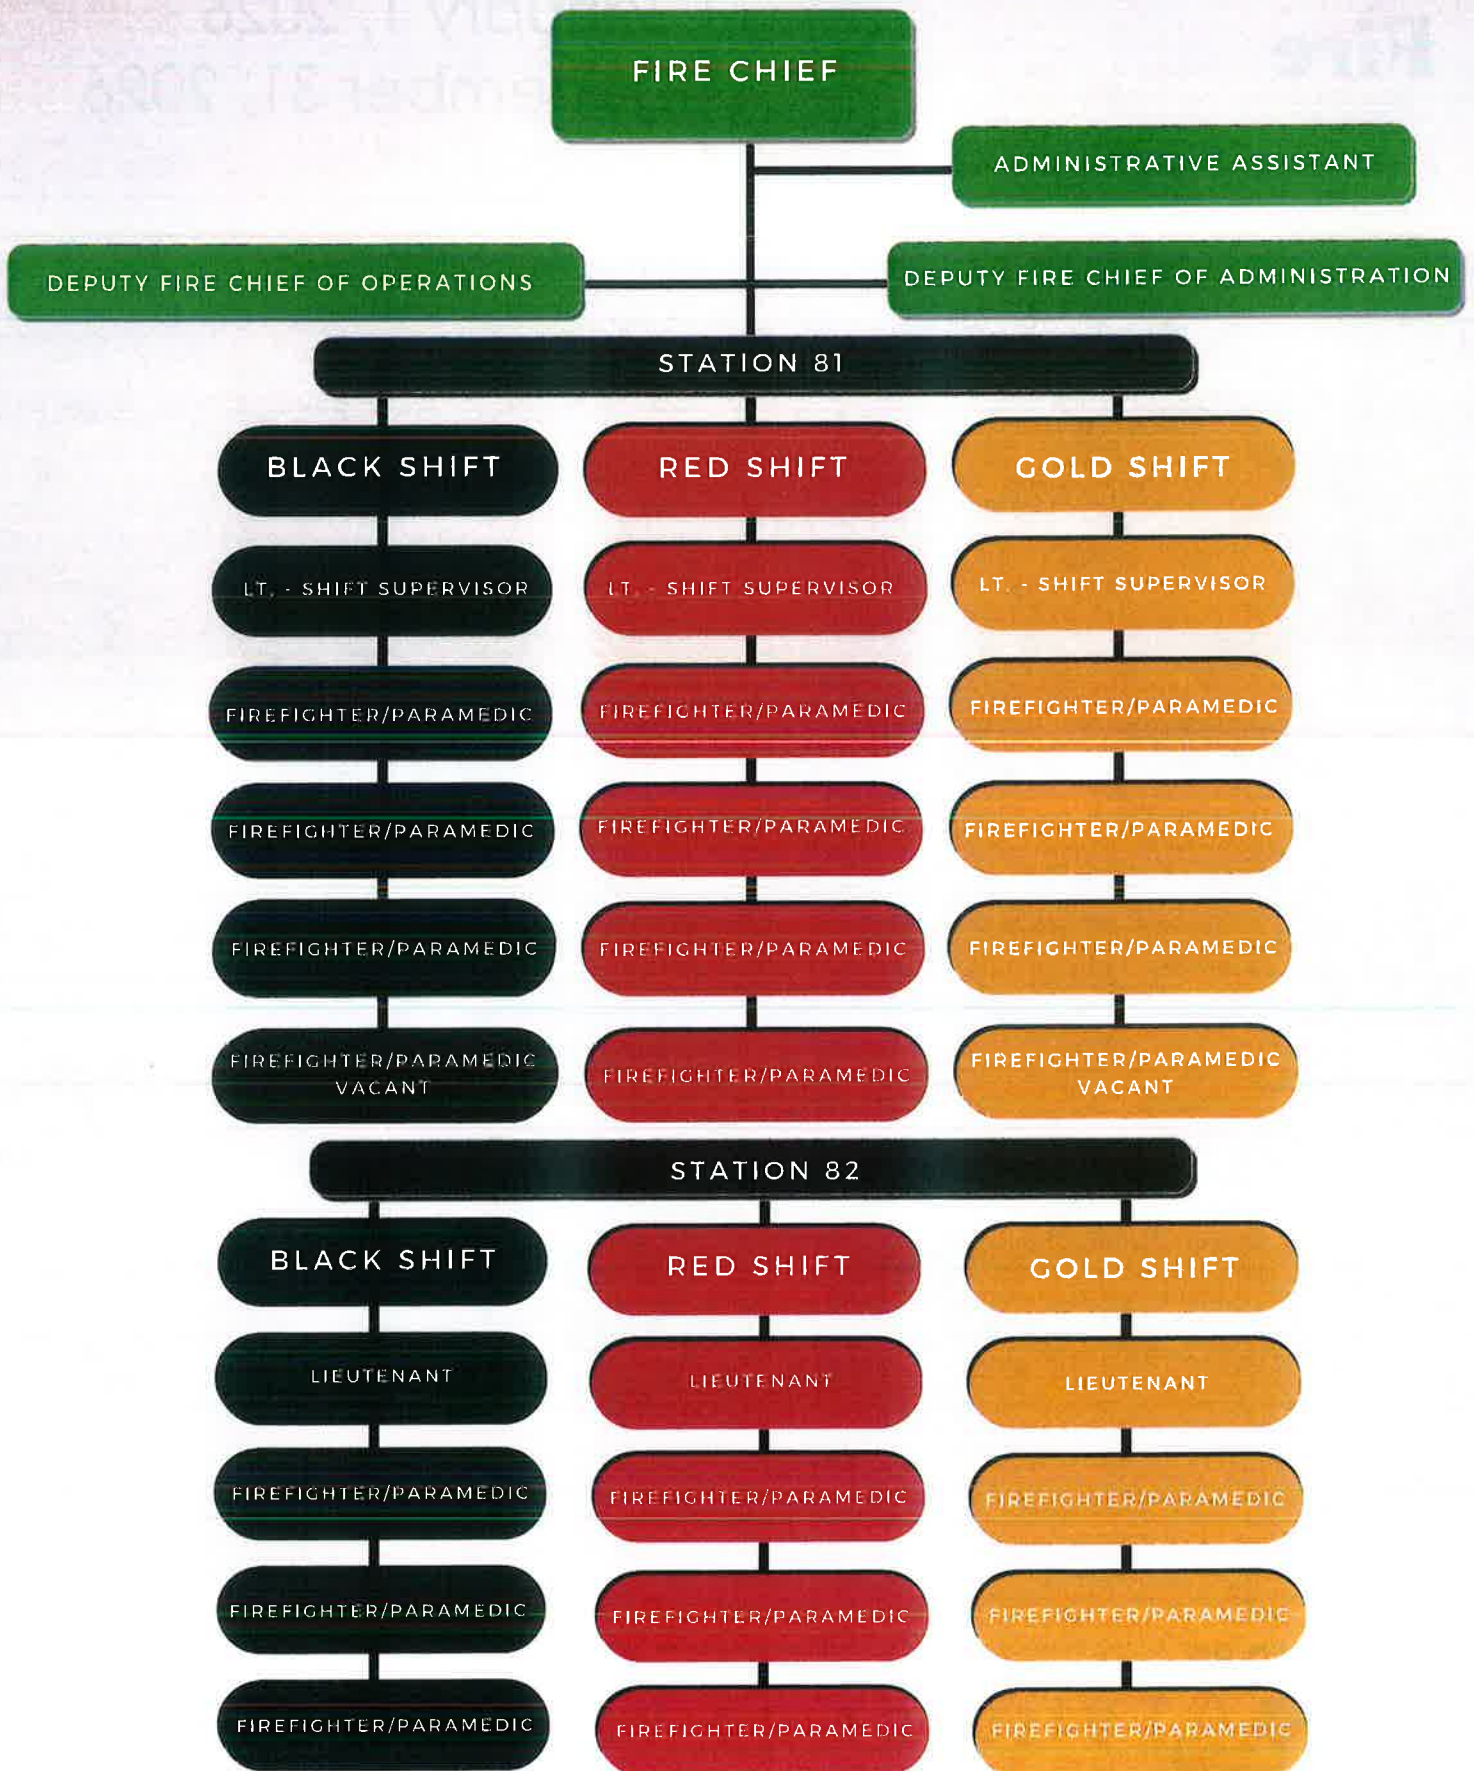 FIRE CHIEF
ADMINISTRATIVE ASSISTANT
DEPUTY FIRE CHIEF OF OPERATIONS
DEPUTY FIRE CHIEF OF ADMINISTRATION
STATION 81
BLACK SHIFT
RED SHIFT
GOLD SHIFT
LT. - SHIFT SUPERVISOR
LT. - SHIFT SUPERVISOR
LT. - SHIFT SUPERVISOR
FIREFIGHTER/PARAMEDIC
FIREFIGHTER/PARAMEDIC
FIREFIGHTER/PARAMEDIC
FIREFIGHTER/PARAMEDIC
FIREFIGHTER/PARAMEDIC
FIREFIGHTER/PARAMEDIC
FIREFIGHTER/PARAMEDIC
FIREFIGHTER/PARAMEDIC
FIREFIGHTER/PARAMEDIC
FIREFIGHTER/PARAMEDIC
VACANT
FIREFIGHTER/PARAMEDIC
FIREFIGHTER/PARAMEDIC
VACANT
STATION 82
BLACK SHIFT
RED SHIFT
GOLD SHIFT
LIEUTENANT
LIEUTENANT
LIEUTENANT
FIREFIGHTER/PARAMEDIC
FIREFIGHTER/PARAMEDIC
FIREFIGHTER/PARAMEDIC
FIREFIGHTER/PARAMEDIC
FIREFIGHTER/PARAMEDIC
FIREFIGHTER/PARAMEDIC
FIREFIGHTER/PARAMEDIC
FIREFIGHTER/PARAMEDIC
FIREFIGHTER/PARAMEDIC